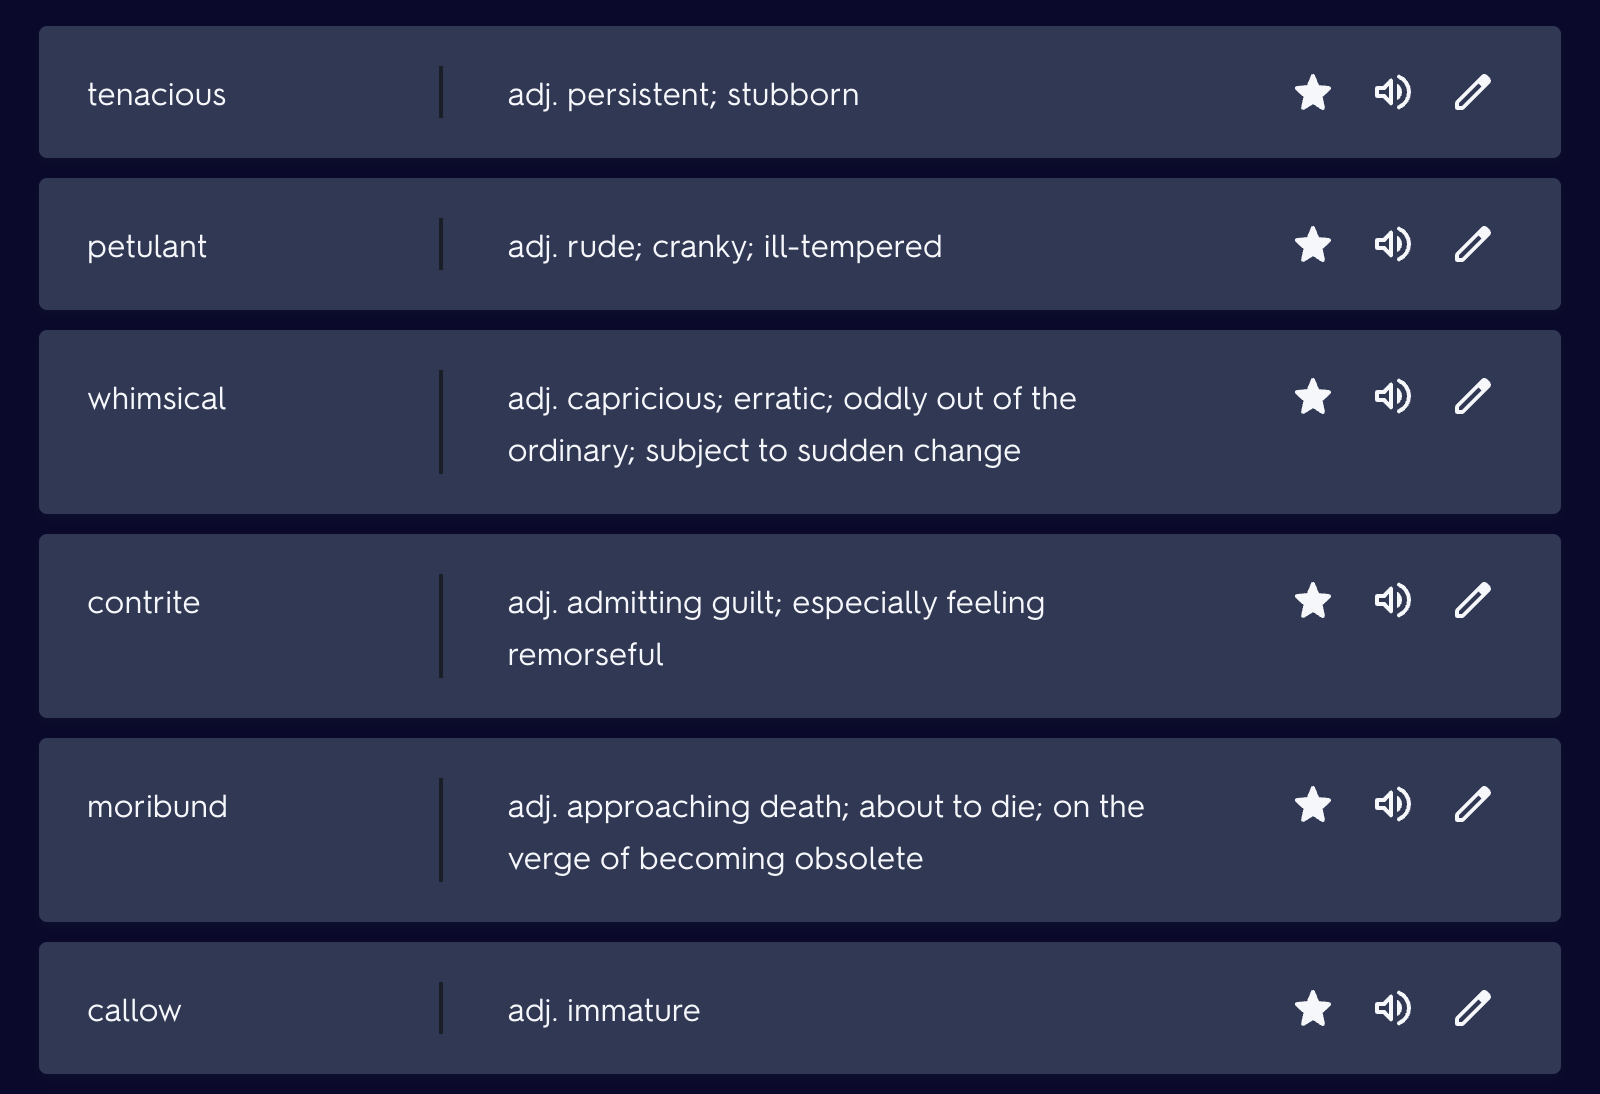 tenacious
adj. persistent; stubborn
petulant
adj. rude; cranky; ill-tempered
whimsical
adj. capricious; erratic; oddly out of the
ordinary; subject to sudden change
contrite
adj. admitting guilt; especially feeling
remorseful
moribund
adj. approaching death; about to die; on the
verge of becoming obsolete
callow
adj. immature